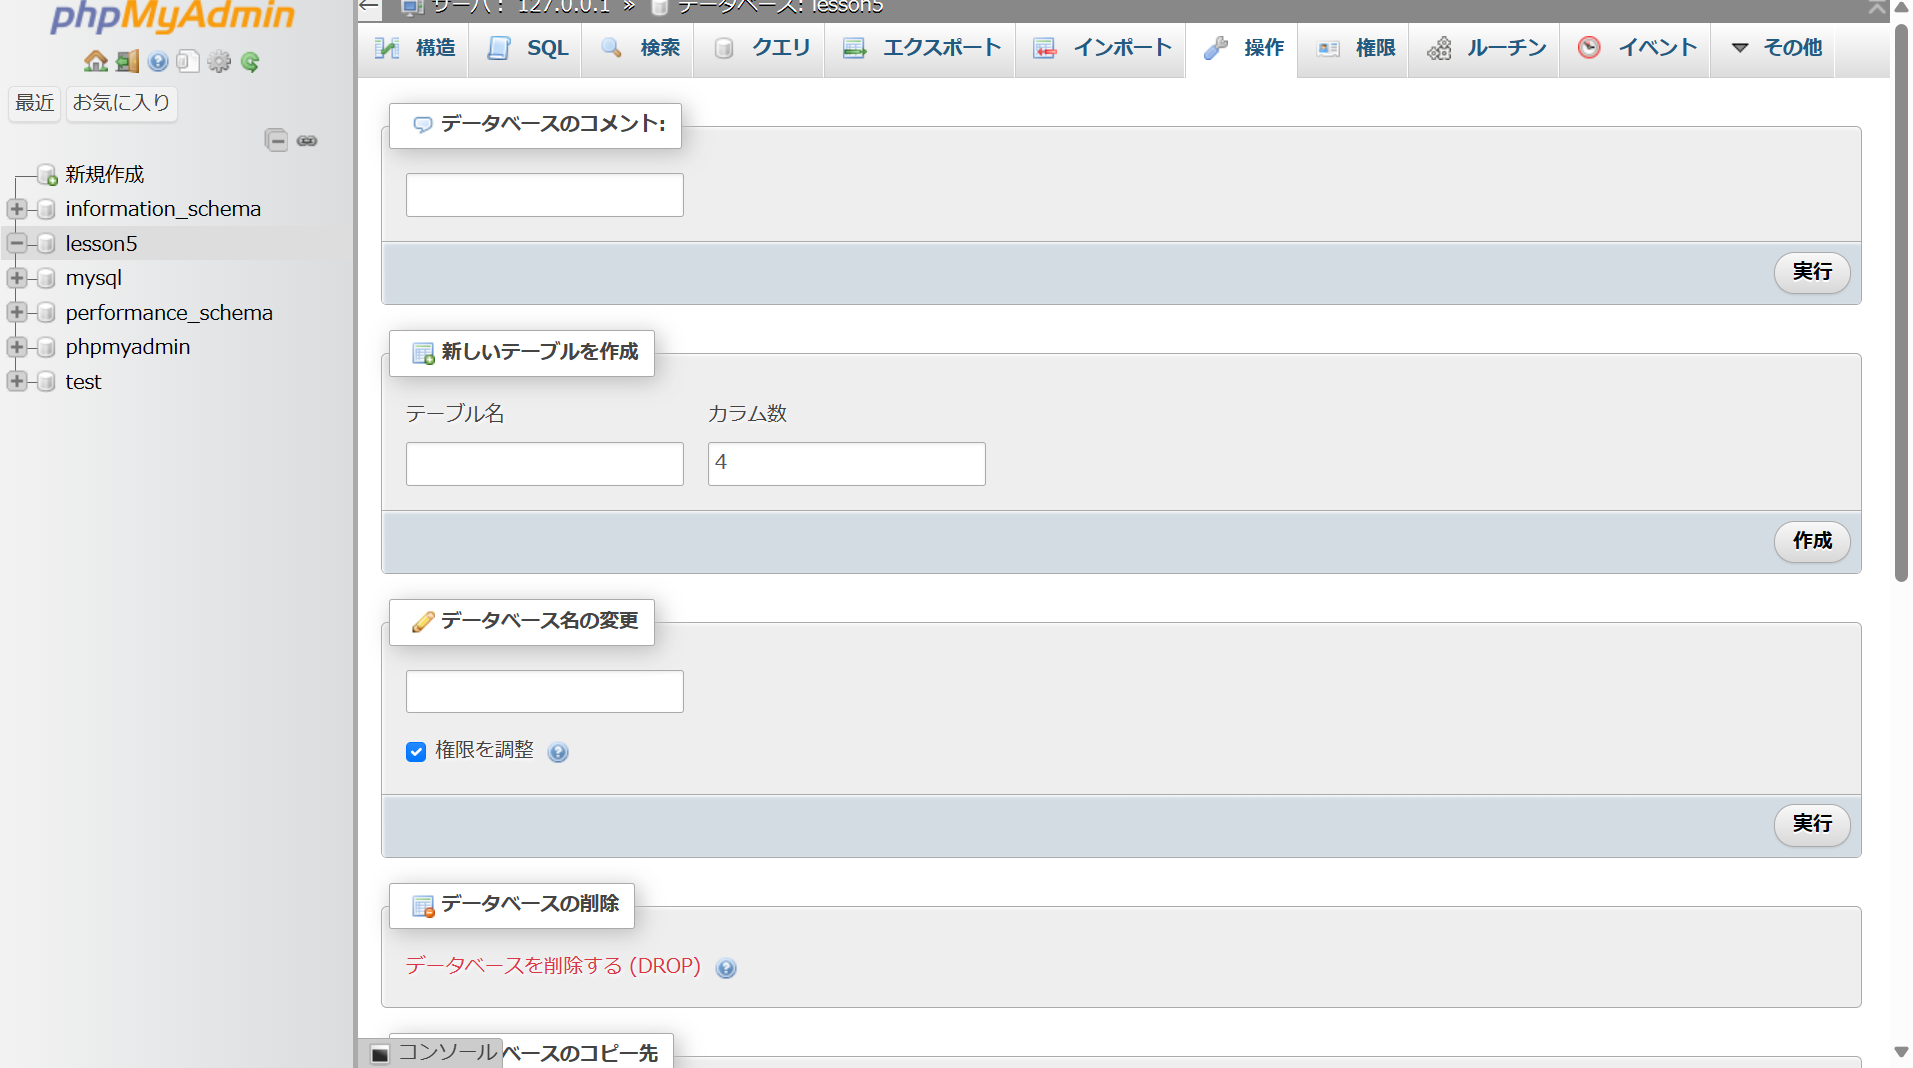 phpMyAdmin
最近 お気に入り
新規作成
information_schema
lesson5
mysql
performance_schema
phpmyadmin
test
サーバ: 127.0.0.1 » データベース: lesson5
構造 SQL 検索 クエリ エクスポート インポート 操作 権限 ルーチン イベント その他
データベースのコメント:
実行
新しいテーブルを作成
テーブル名 カラム数
4
作成
データベース名の変更
権限を調整
実行
データベースの削除
データベースを削除する (DROP)
コンソール ベースのコピー先